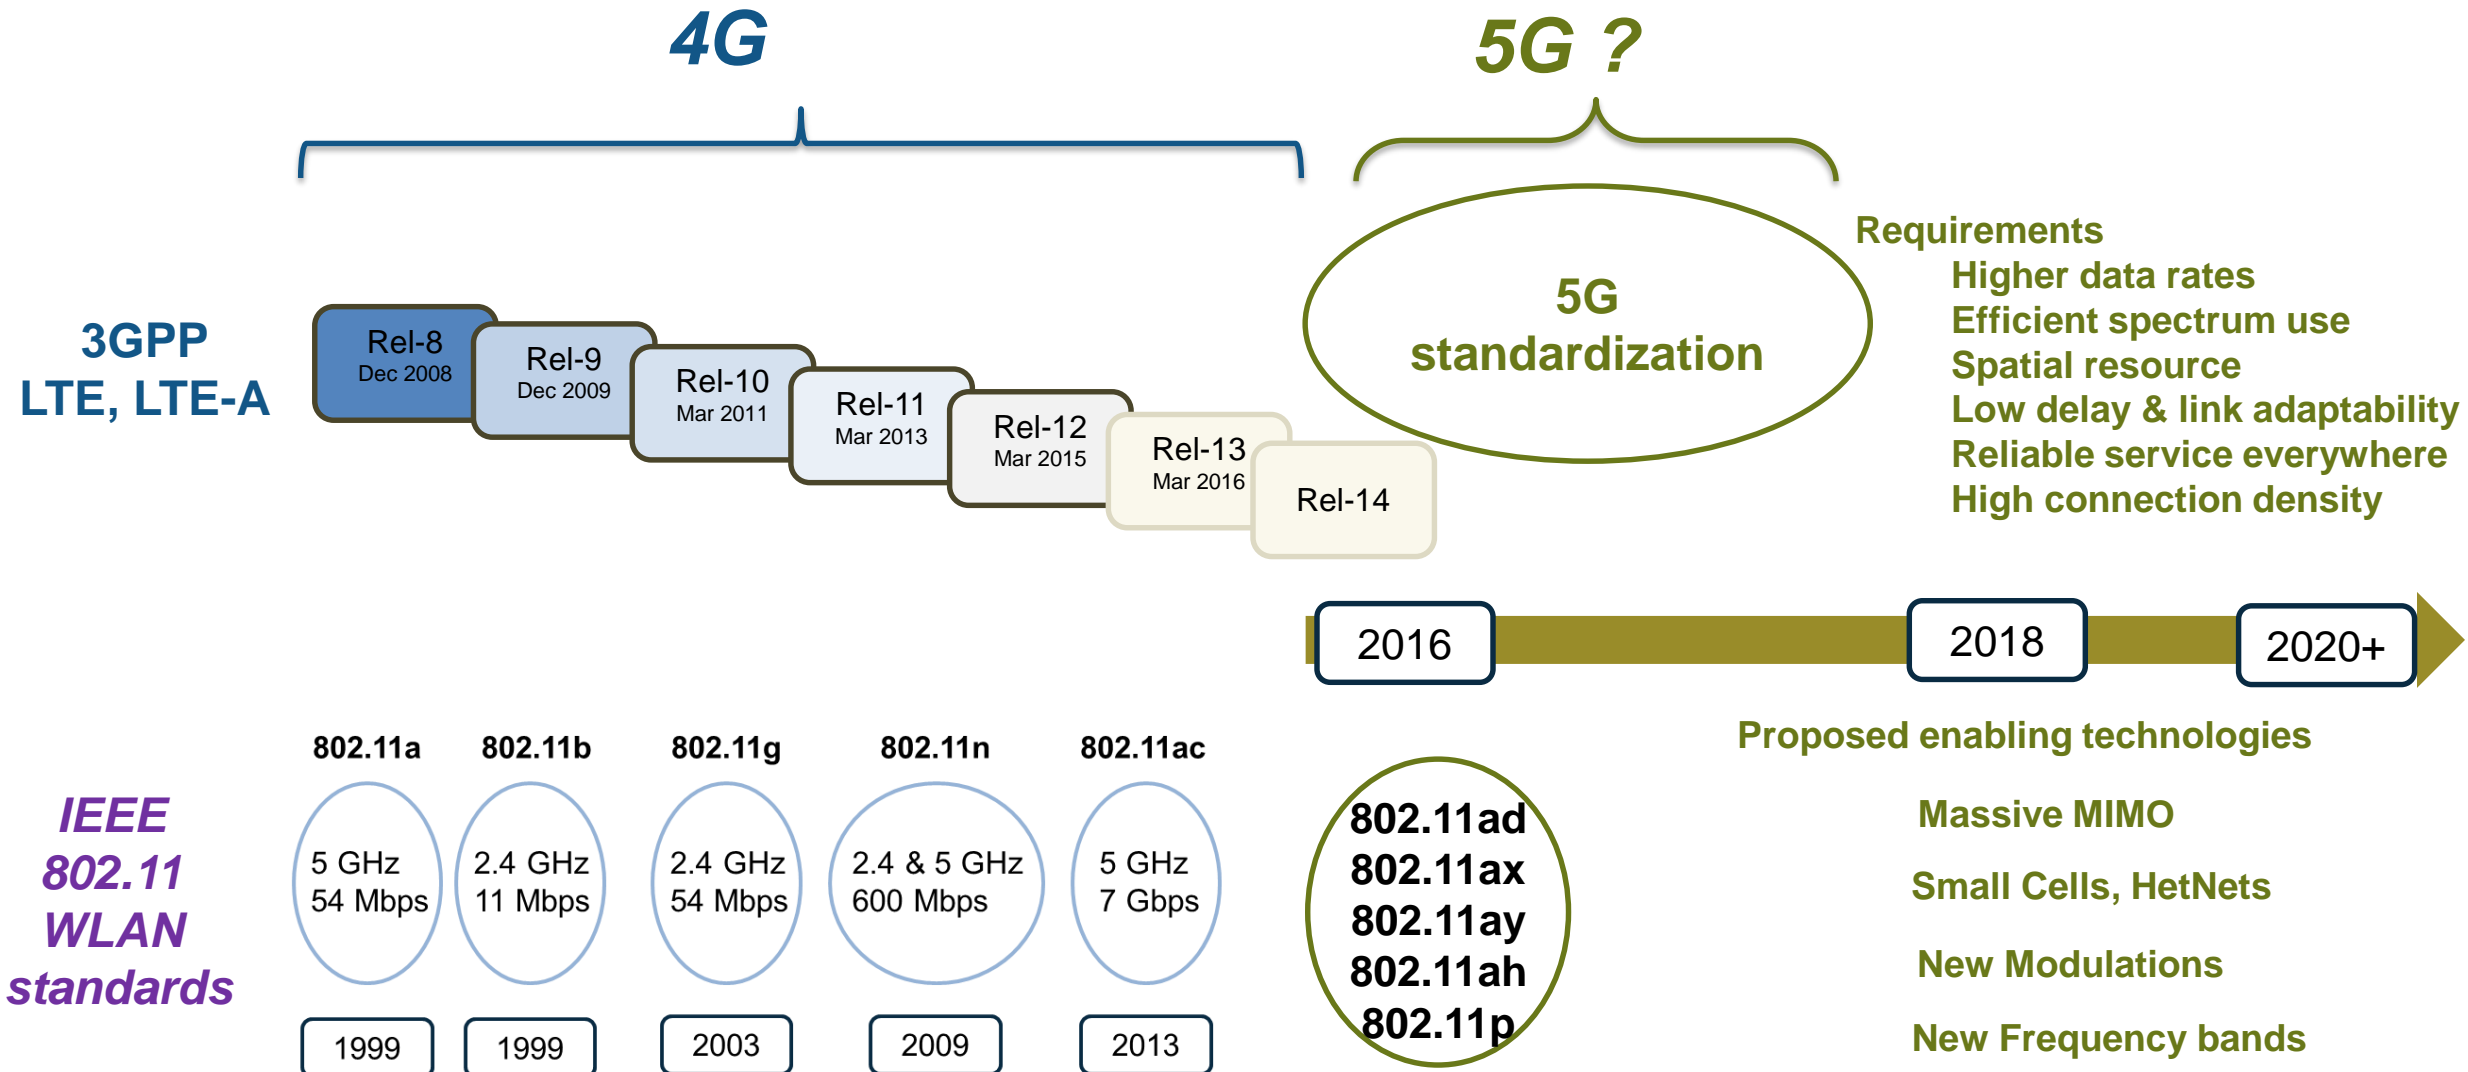 4G
5G ?
3GPP
LTE, LTE-A
Rel-8
Dec 2008
Rel-9
Dec 2009
Rel-10
Mar 2011
Rel-11
Mar 2013
Rel-12
Mar 2015
Rel-13
Mar 2016
Rel-14
5G
standardization
Requirements
Higher data rates
Efficient spectrum use
Spatial resource
Low delay & link adaptability
Reliable service everywhere
High connection density
2016
2018
2020+
IEEE
802.11
WLAN
standards
802.11a
5 GHz
54 Mbps
1999
802.11b
2.4 GHz
11 Mbps
1999
802.11g
2.4 GHz
54 Mbps
2003
802.11n
2.4 & 5 GHz
600 Mbps
2009
802.11ac
5 GHz
7 Gbps
2013
802.11ad
802.11ax
802.11ay
802.11ah
802.11p
Proposed enabling technologies
Massive MIMO
Small Cells, HetNets
New Modulations
New Frequency bands